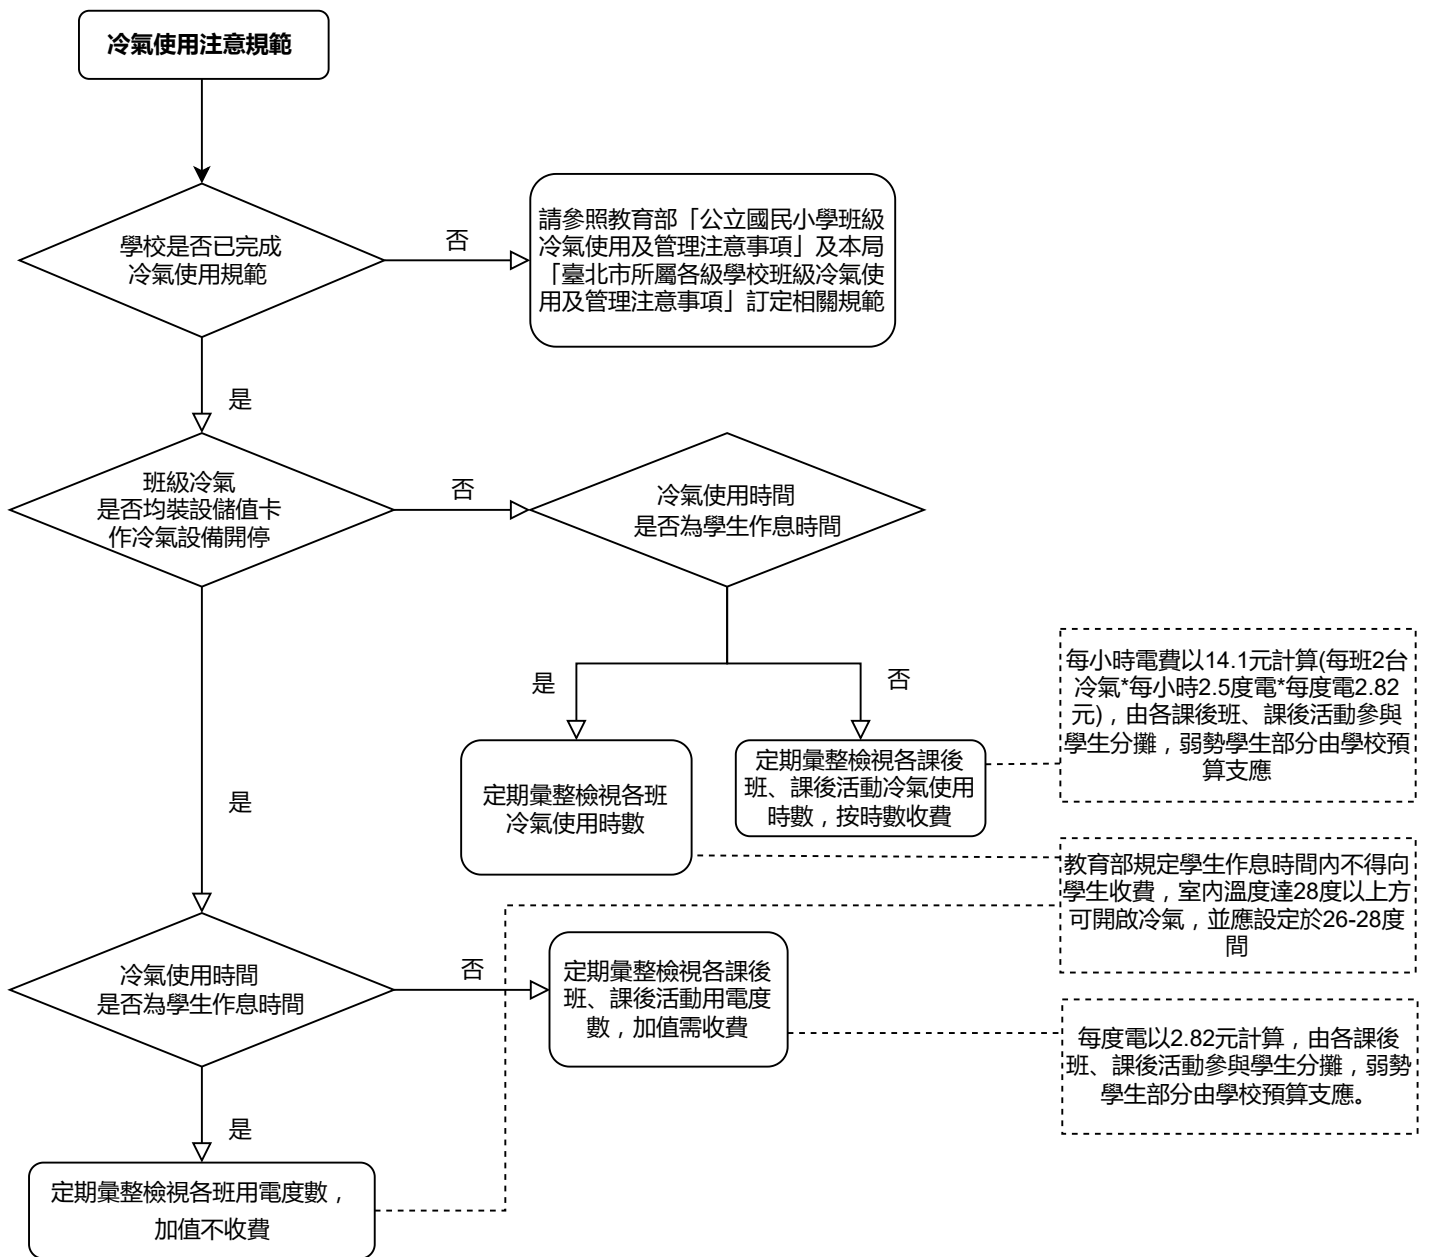 冷氣使用注意規範
學校是否已完成
冷氣使用規範
否
請參照教育部「公立國民小學班級
冷氣使用及管理注意事項」及本局
「臺北市所屬各級學校班級冷氣使
用及管理注意事項」訂定相關規範
是
班級冷氣
是否均裝設儲值卡
作冷氣設備開停
否
冷氣使用時間
是否為學生作息時間
是
定期彙整檢視各班
冷氣使用時數
否
定期彙整檢視各課後
班、課後活動冷氣使用
時數，按時數收費
每小時電費以14.1元計算(每班2台
冷氣*每小時2.5度電*每度電2.82
元)，由各課後班、課後活動參與
學生分攤，弱勢學生部分由學校預
算支應
教育部規定學生作息時間內不得向
學生收費，室內溫度達28度以上方
可開啟冷氣，並應設定於26-28度
間
是
冷氣使用時間
是否為學生作息時間
否
定期彙整檢視各課後
班、課後活動用電度
數，加值需收費
每度電以2.82元計算，由各課後
班、課後活動參與學生分攤，弱勢
學生部分由學校預算支應。
是
定期彙整檢視各班用電度數，
加值不收費